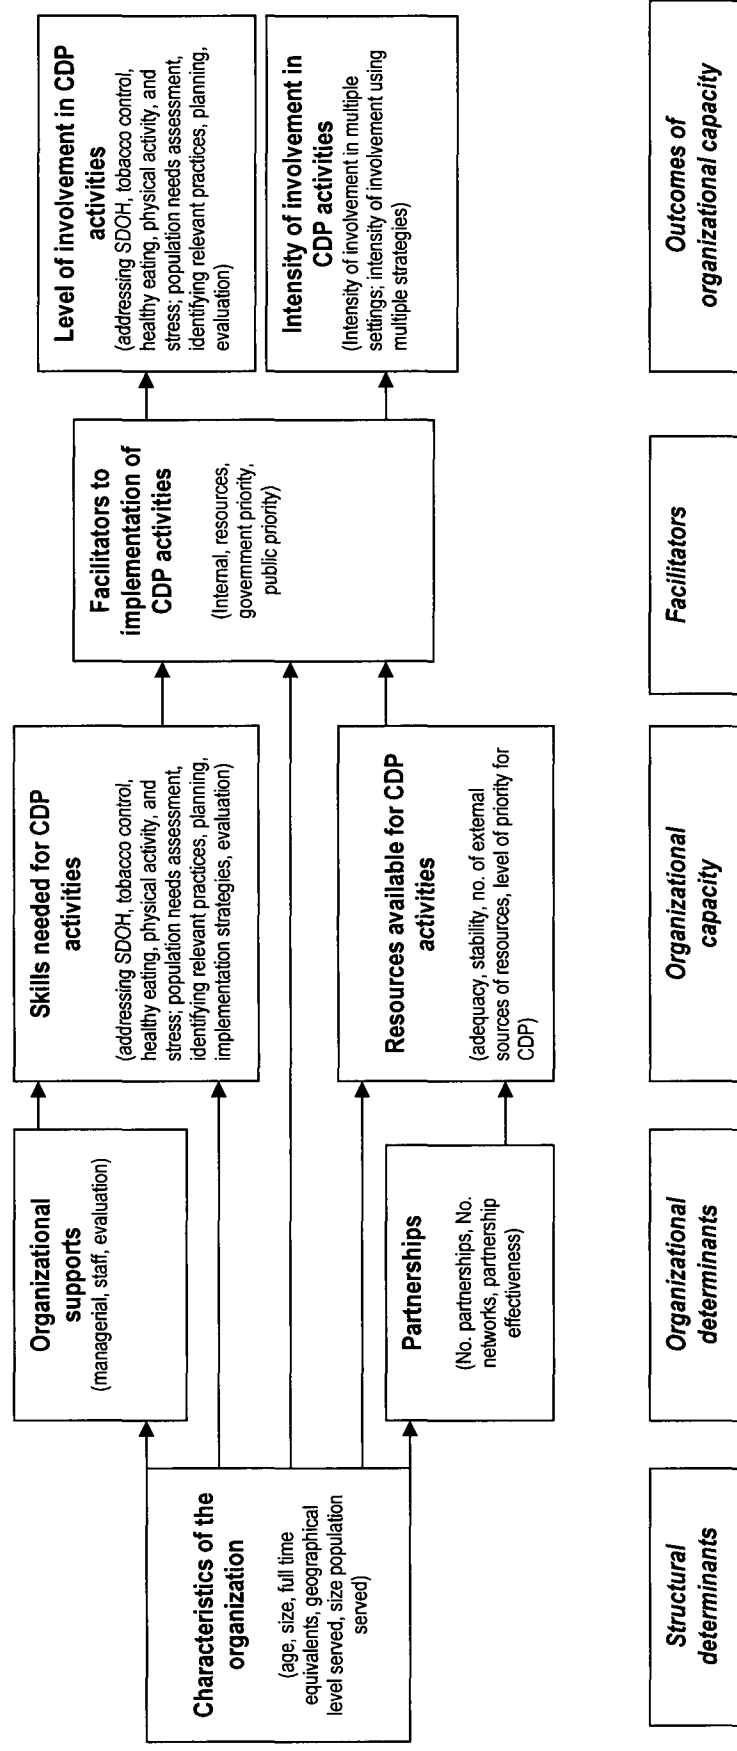 Characteristics of the
organization
(age, size, full time
equivalents, geographical
level served, size population
served)
Organizational
supports
(managerial, staff, evaluation)
Partnerships
(No. partnerships, No.
networks, partnership
effectiveness)
Skills needed for CDP
activities
(addressing SDOH, tobacco control,
healthy eating, physical activity, and
stress; population needs assessment,
identifying relevant practices, planning,
implementation strategies, evaluation)
Resources available for CDP
activities
(adequacy, stability, no. of external
sources of resources, level of priority for
CDP)
Facilitators to
implementation of
CDP activities
(Internal, resources,
government priority,
public priority)
Level of involvement in CDP
activities
(addressing SDOH, tobacco control,
healthy eating, physical activity, and
stress; population needs assessment,
identifying relevant practices, planning,
evaluation)
Intensity of involvement in
CDP activities
(Intensity of involvement in multiple
settings; intensity of involvement using
multiple strategies)
Structural
determinants
Organizational
determinants
Organizational
capacity
Facilitators
Outcomes of
organizational capacity